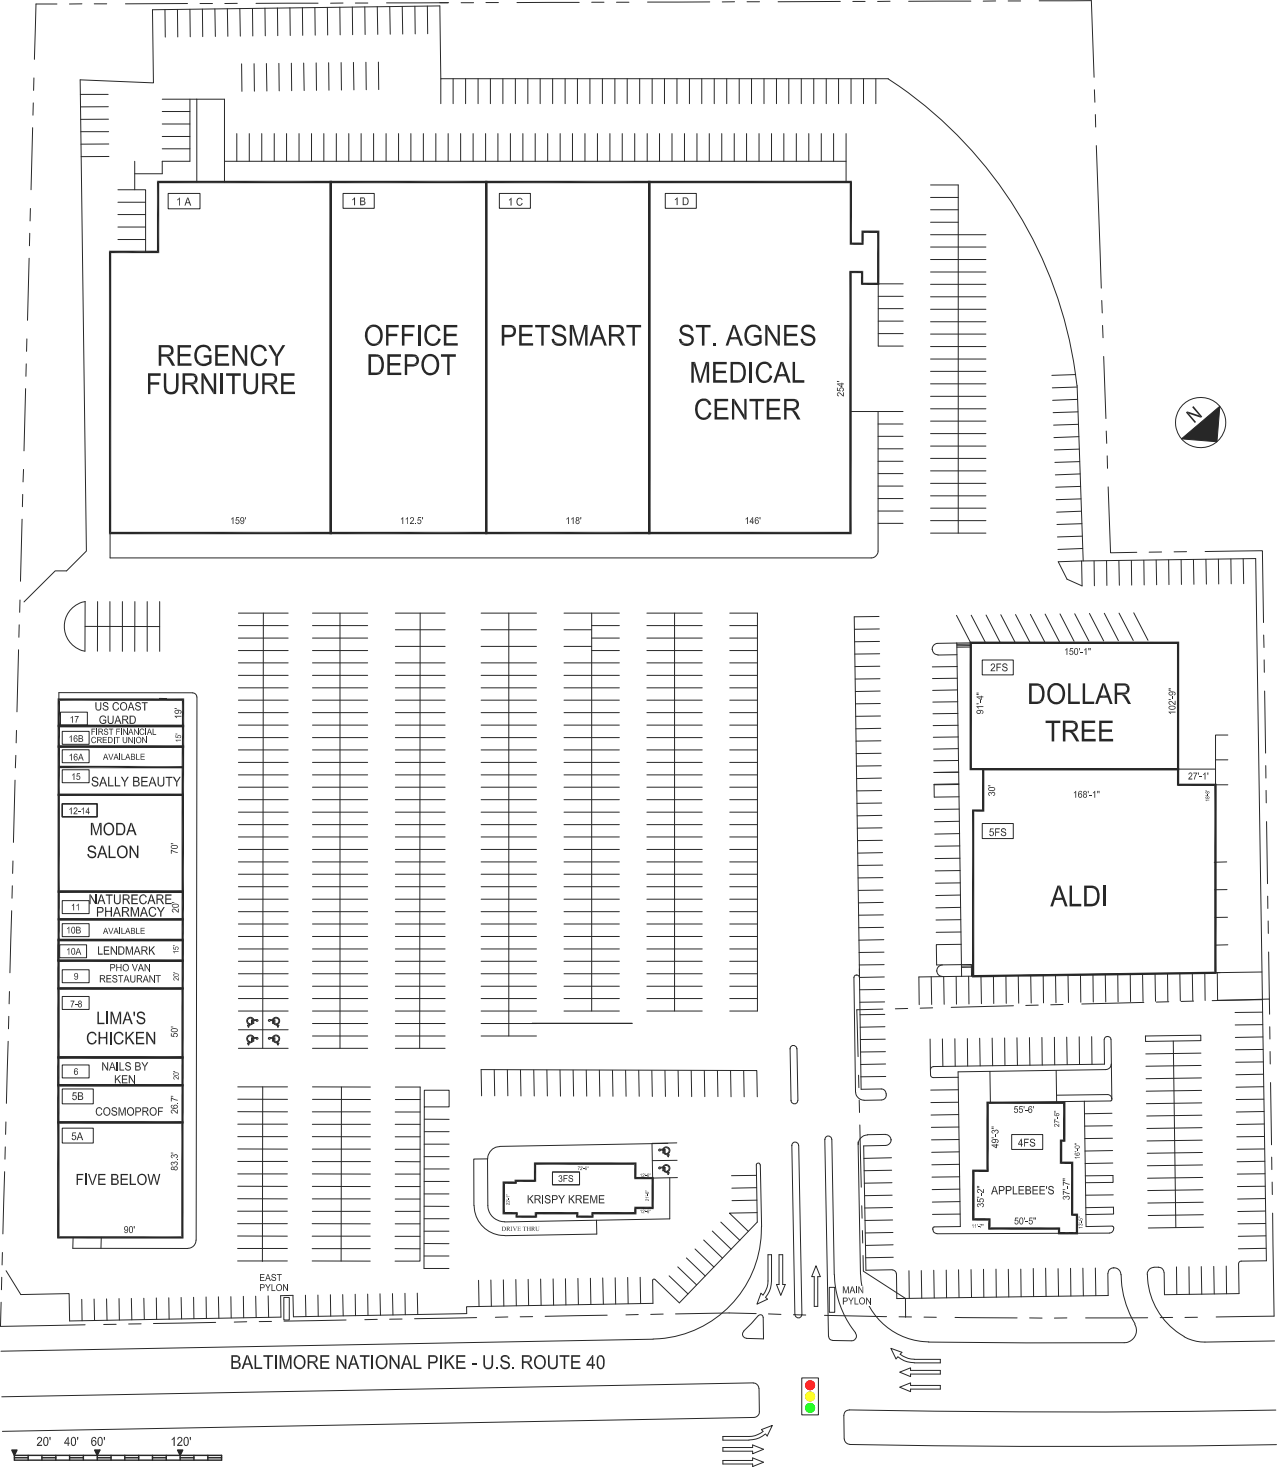 1 A
1 B
1 C
1 D
REGENCY
FURNITURE
OFFICE
DEPOT
PETSMART
ST. AGNES
MEDICAL
CENTER
254'
159'
112.5'
118'
146'
N
2FS
150'-1"
91'-4"
102'-9"
DOLLAR
TREE
27'-1'
30'
168'-1"
5FS
ALDI
US COAST
GUARD
17
19'
16B
FIRST FINANCIAL
CREDIT UNION
15'
16A
AVAILABLE
15
SALLY BEAUTY
12-14
MODA
SALON
70'
11
NATURECARE
PHARMACY
20'
10B
AVAILABLE
10A
LENDMARK
15'
9
PHO VAN
RESTAURANT
20'
7-8
LIMA'S
CHICKEN
50'
6
NAILS BY
KEN
20'
5B
COSMOPROF
26.7'
5A
FIVE BELOW
83.3'
90'
3FS
KRISPY KREME
DRIVE THRU
55'-6'
27'-6'
49'-3"
4FS
16'-0"
APPLEBEE'S
35'-2"
37'-7"
50'-5"
EAST
PYLON
MAIN
PYLON
BALTIMORE NATIONAL PIKE - U.S. ROUTE 40
20' 40' 60' 120'